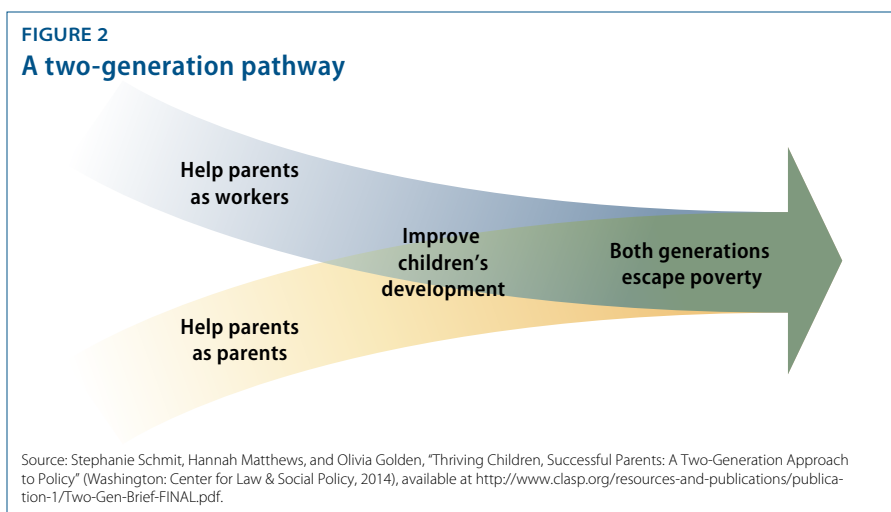 FIGURE 2
A two-generation pathway
Help parents
as workers
Improve
children's
development
Both generations
escape poverty
Help parents
as parents
Source: Stephanie Schmit, Hannah Matthews, and Olivia Golden, "Thriving Children, Successful Parents: A Two-Generation Approach
to Policy" (Washington: Center for Law & Social Policy, 2014), available at http://www.clasp.org/resources-and-publications/publica-
tion-1/Two-Gen-Brief-FINAL.pdf.